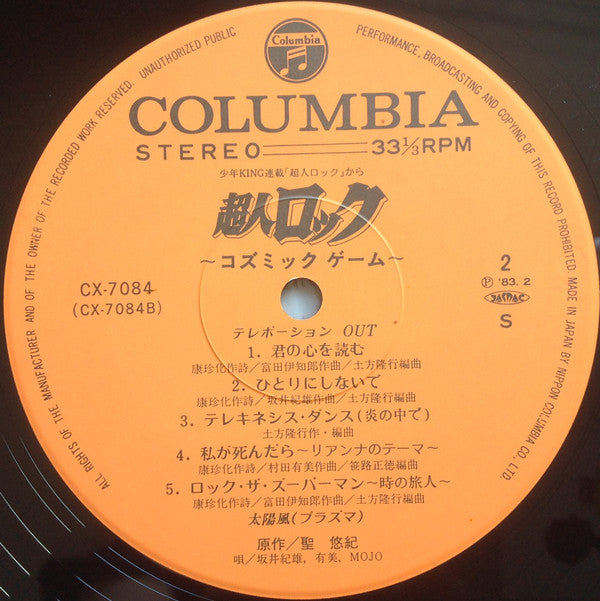 ALL RIGHTS OF THE MANUFACTURER AND OF THE OWNER OF THE RECORDED WORK RESERVED. UNAUTHORIZED PUBLIC PERFORMANCE, BROADCASTING AND COPYING OF THIS RECORD PROHIBITED. MADE IN JAPAN BY NIPPON COLUMBIA CO., LTD.
Columbia
COLUMBIA
STEREO 33⅓RPM
少年KING連載「超人ロック」から
超人ロック
～コズミック ゲーム～
CX-7084
(CX-7084B)
2
Ⓟ '83. 2
JASRAC
S
テレポーション OUT
1. 君の心を読む
康珍化作詩／富田伊知郎作曲／土方隆行編曲
2. ひとりにしないで
康珍化作詩／坂井紀雄作曲／土方隆行編曲
3. テレキネシス・ダンス(炎の中で)
土方隆行作・編曲
4. 私が死んだら～リアンナのテーマ～
康珍化作詩／村田有美作曲／笹路正徳編曲
5. ロック・ザ・スーパーマン～時の旅人～
康珍化作詩／富田伊知郎作曲／土方隆行編曲
太陽風(プラズマ)
原作／聖 悠紀
唄／坂井紀雄, 有美, MOJO